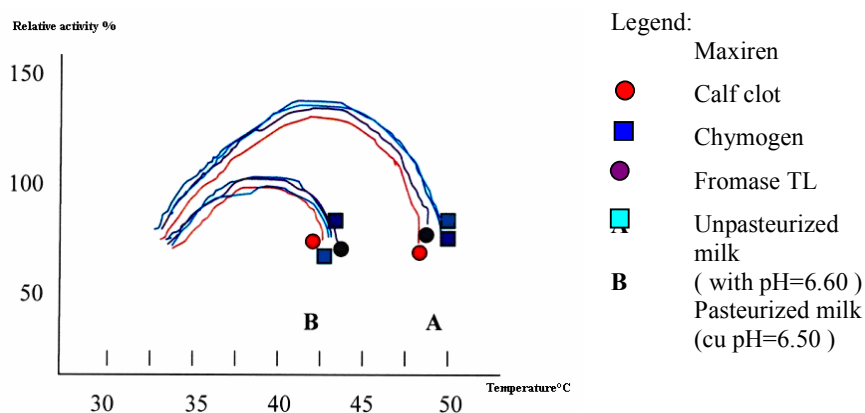 Relative activity %
150
100
50
B
A
Temperature°C
30
35
40
45
50
Legend:
Maxiren
Calf clot
Chymogen
Fromase TL
A Unpasteurized
milk
B ( with pH=6.60 )
Pasteurized milk
(cu pH=6.50 )